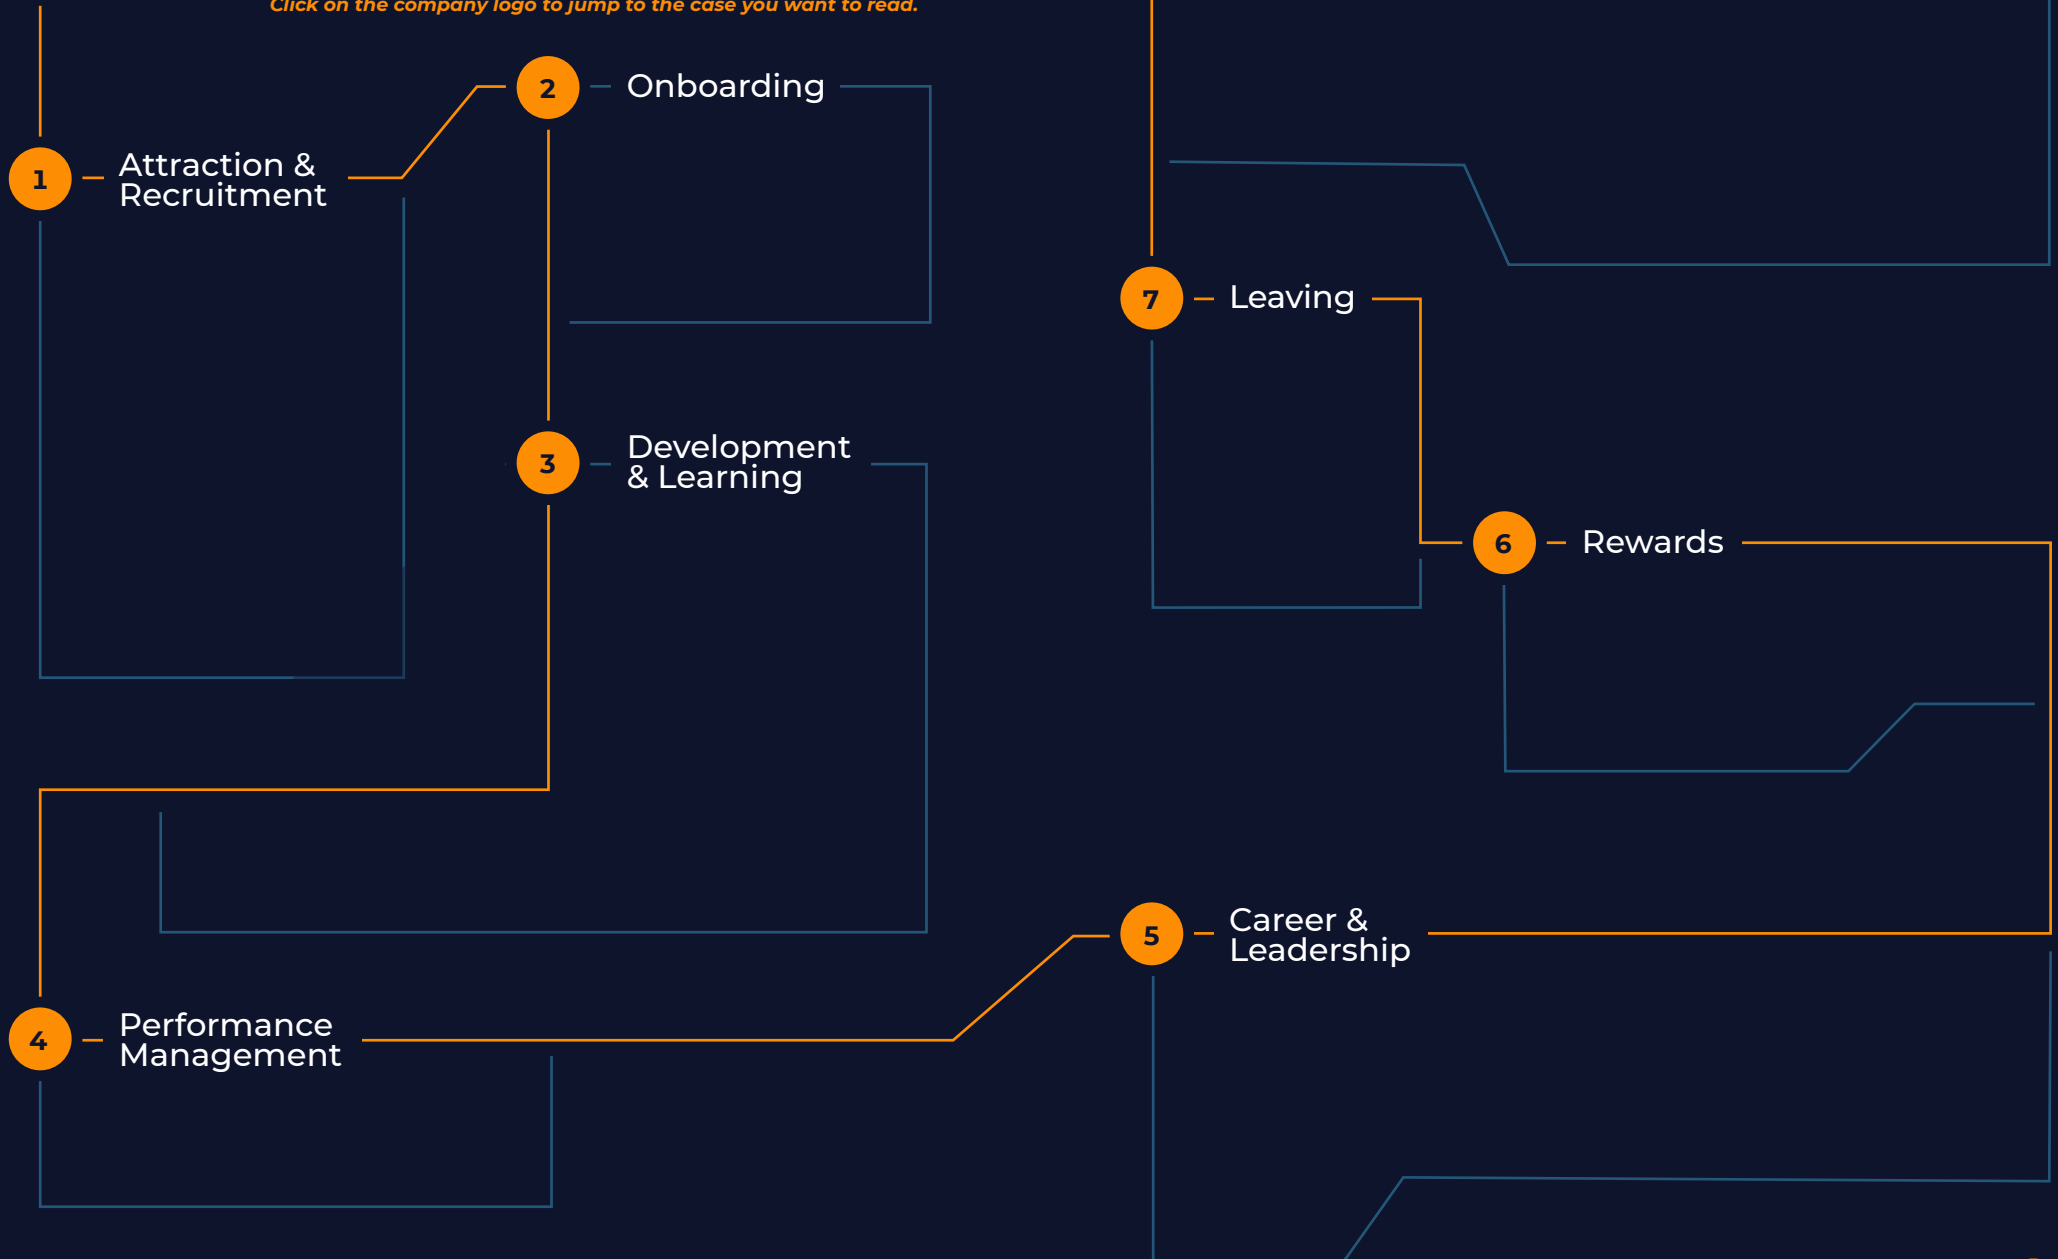 Click on the company logo to jump to the case you want to read.
1
Attraction &
Recruitment
2
Onboarding
3
Development
& Learning
4
Performance
Management
5
Career &
Leadership
6
Rewards
7
Leaving